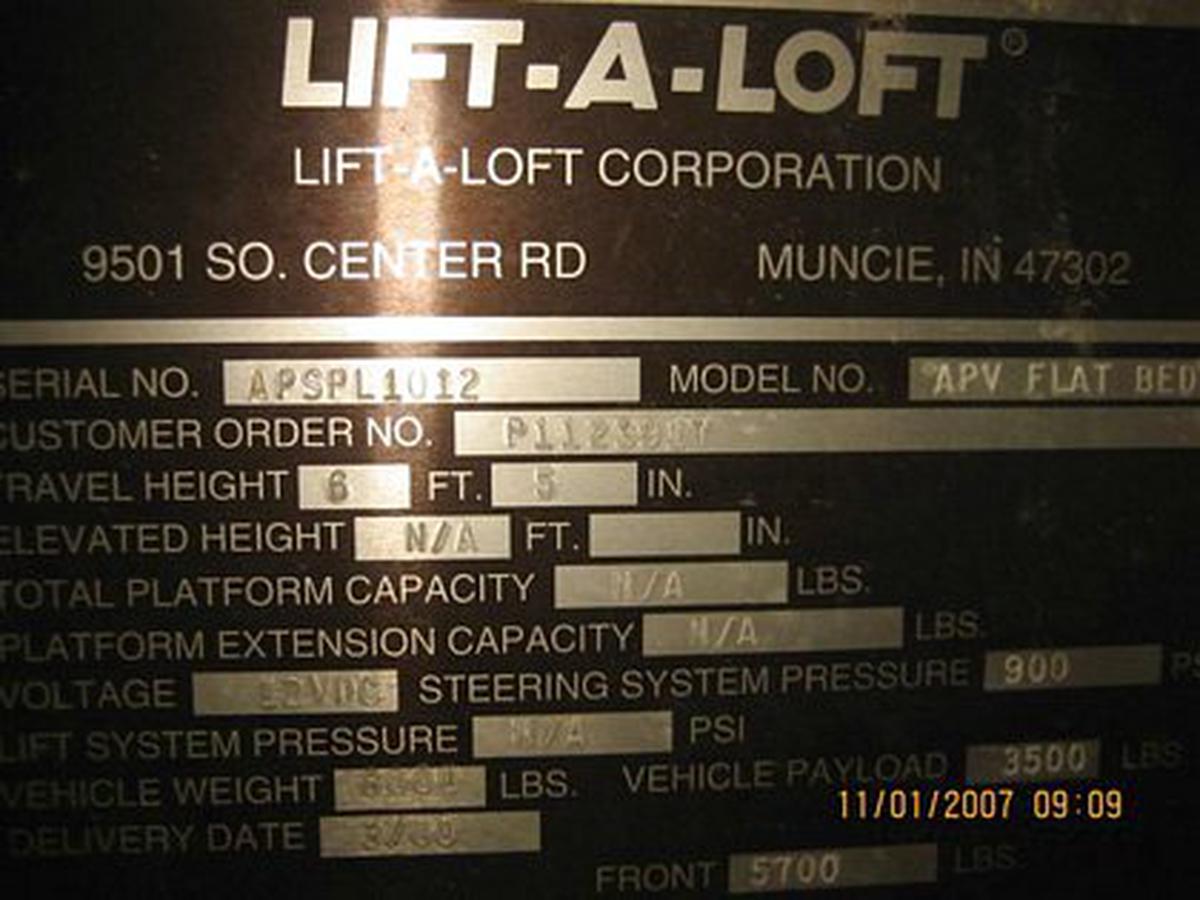 LIFT-A-LOFT®
LIFT-A-LOFT CORPORATION
9501 SO. CENTER RD MUNCIE, IN 47302
SERIAL NO. APSPL1012 MODEL NO. APV FLAT BED
CUSTOMER ORDER NO.
TRAVEL HEIGHT 6 FT. 5 IN.
ELEVATED HEIGHT N/A FT. IN.
TOTAL PLATFORM CAPACITY N/A LBS.
PLATFORM EXTENSION CAPACITY N/A LBS.
VOLTAGE 12VDC STEERING SYSTEM PRESSURE 900 PS
LIFT SYSTEM PRESSURE N/A PSI
VEHICLE WEIGHT LBS. VEHICLE PAYLOAD 3500 LBS
DELIVERY DATE
11/01/2007 09:09
FRONT 5700 LBS.